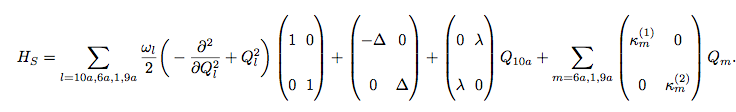 H_S = \sum_{l=10a,6a,1,9a} \frac{\omega_l}{2} \left( -\frac{\partial^2}{\partial Q_l^2} + Q_l^2 \right) \begin{pmatrix} 1 & 0 \\ 0 & 1 \end{pmatrix} + \begin{pmatrix} -\Delta & 0 \\ 0 & \Delta \end{pmatrix} + \begin{pmatrix} 0 & \lambda \\ \lambda & 0 \end{pmatrix} Q_{10a} + \sum_{m=6a,1,9a} \begin{pmatrix} \kappa_m^{(1)} & 0 \\ 0 & \kappa_m^{(2)} \end{pmatrix} Q_m.